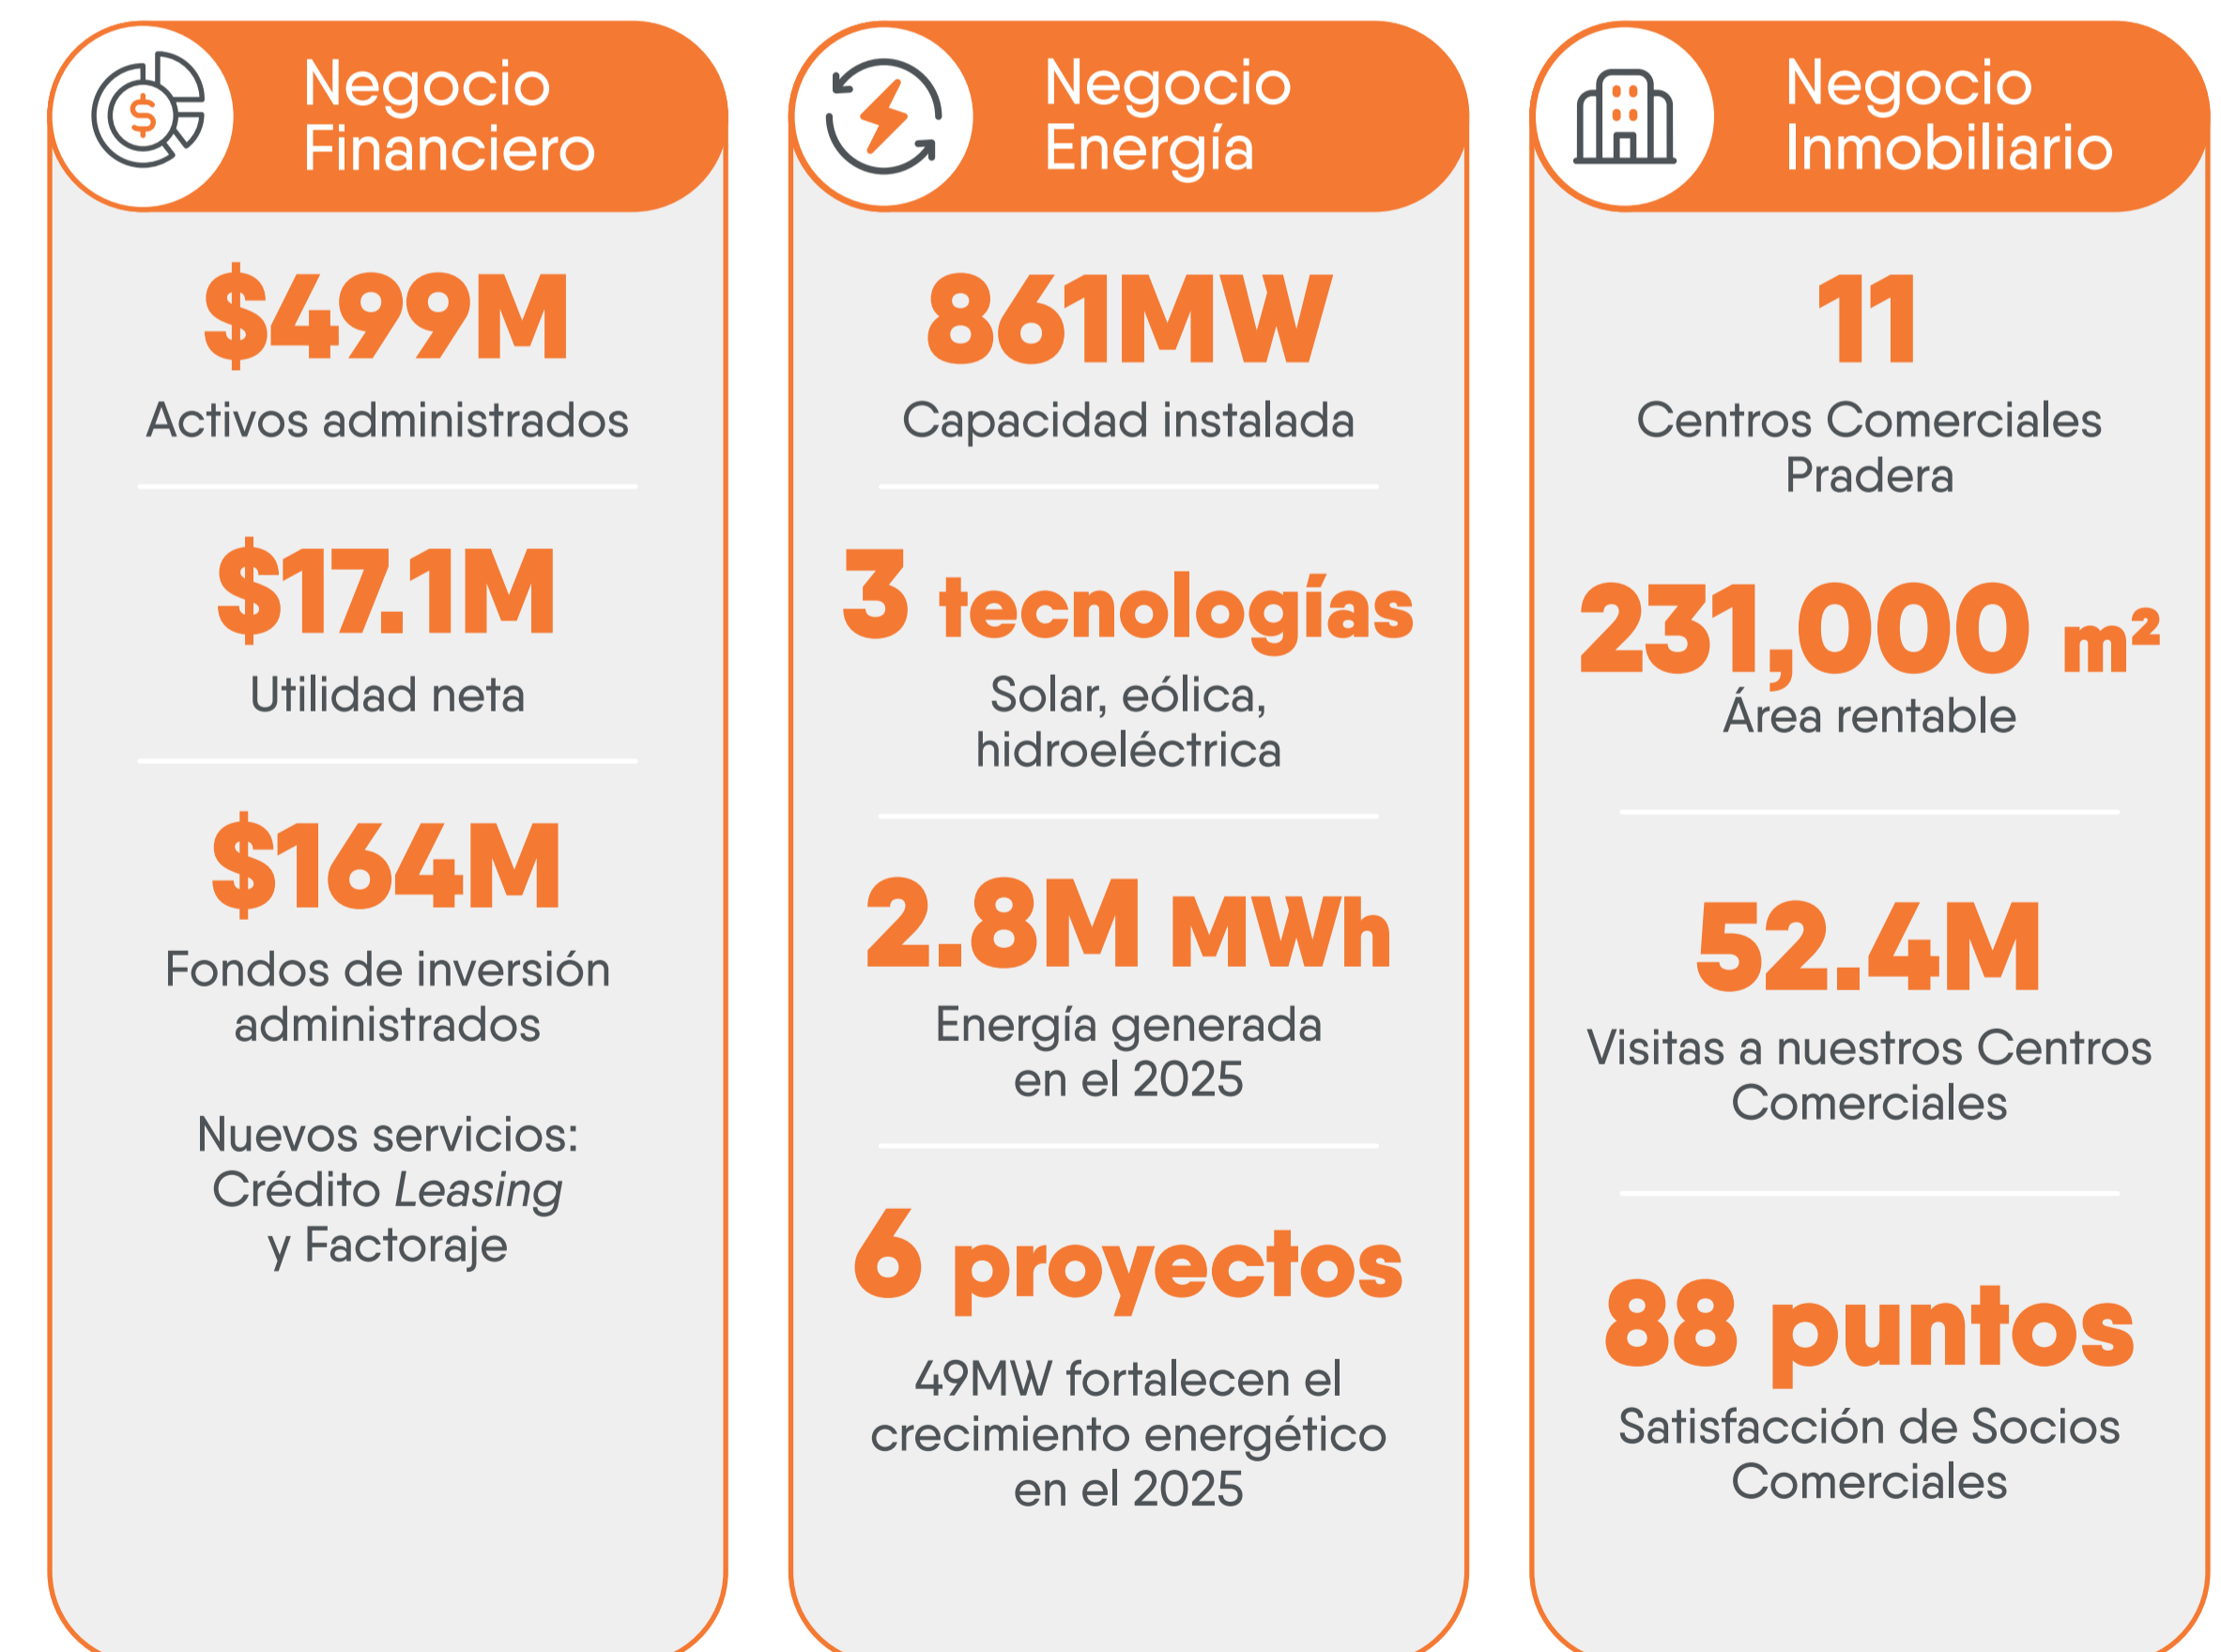 Negocio
Financiero
$499M
Activos administrados
$17.1M
Utilidad neta
$164M
Fondos de inversión
administrados
Nuevos servicios:
Crédito Leasing
y Factoraje
Negocio
Energía
861MW
Capacidad instalada
3 tecnologías
Solar, eólica,
hidroeléctrica
2.8M MWh
Energía generada
en el 2025
6 proyectos
49MW fortalecen el
crecimiento energético
en el 2025
Negocio
Inmobiliario
11
Centros Comerciales
Pradera
231,000 m²
Área rentable
52.4M
Visitas a nuestros Centros
Comerciales
88 puntos
Satisfacción de Socios
Comerciales